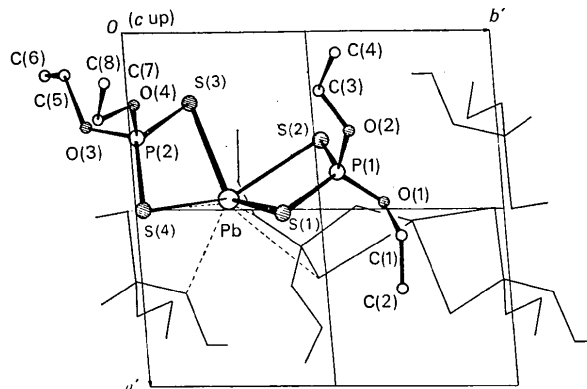 O (c up) b'
C(6)
C(8)
C(7)
C(5)
O(4)
S(3)
C(4)
C(3)
O(3)
P(2)
S(2)
O(2)
P(1)
S(4)
Pb
S(1)
O(1)
C(1)
C(2)
a'